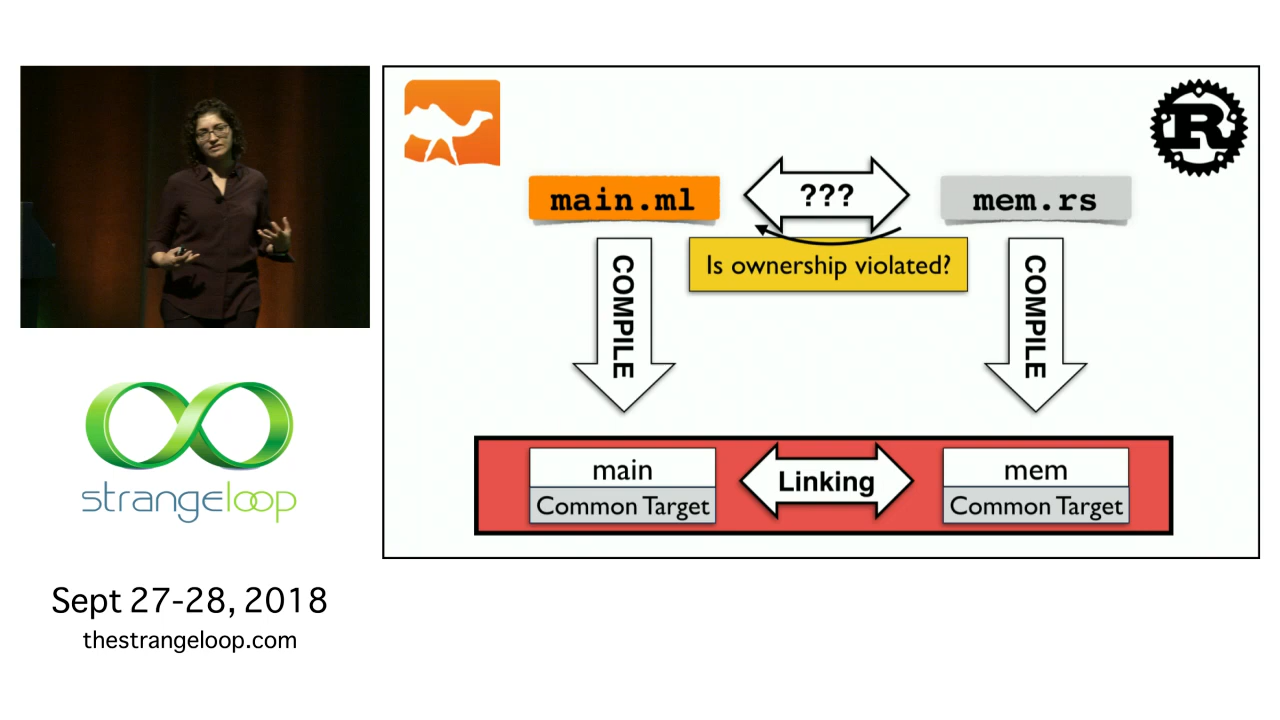 R
main.ml
???
mem.rs
Is ownership violated?
COMPILE
COMPILE
main
Common Target
Linking
mem
Common Target
strangeloop
Sept 27-28, 2018
thestrangeloop.com